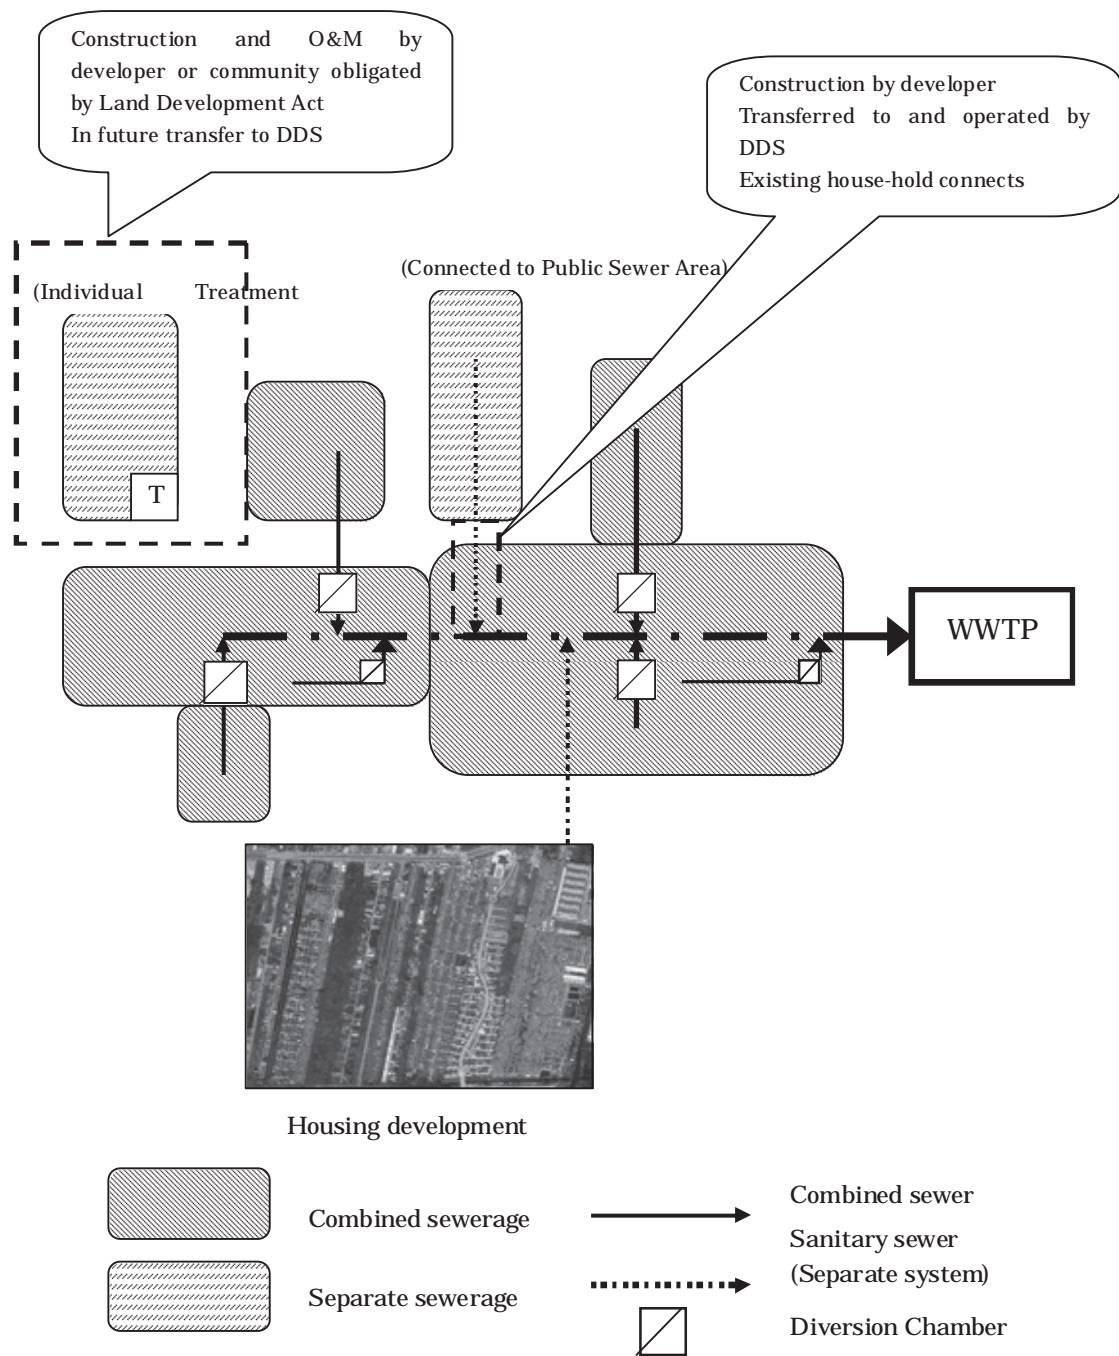 Construction and O&M by
developer or community obligated
by Land Development Act
In future transfer to DDS
Construction by developer
Transferred to and operated by
DDS
Existing house-hold connects
(Connected to Public Sewer Area)
(Individual Treatment
T
WWTP
Housing development
Combined sewerage
Combined sewer
Sanitary sewer
(Separate system)
Separate sewerage
Diversion Chamber